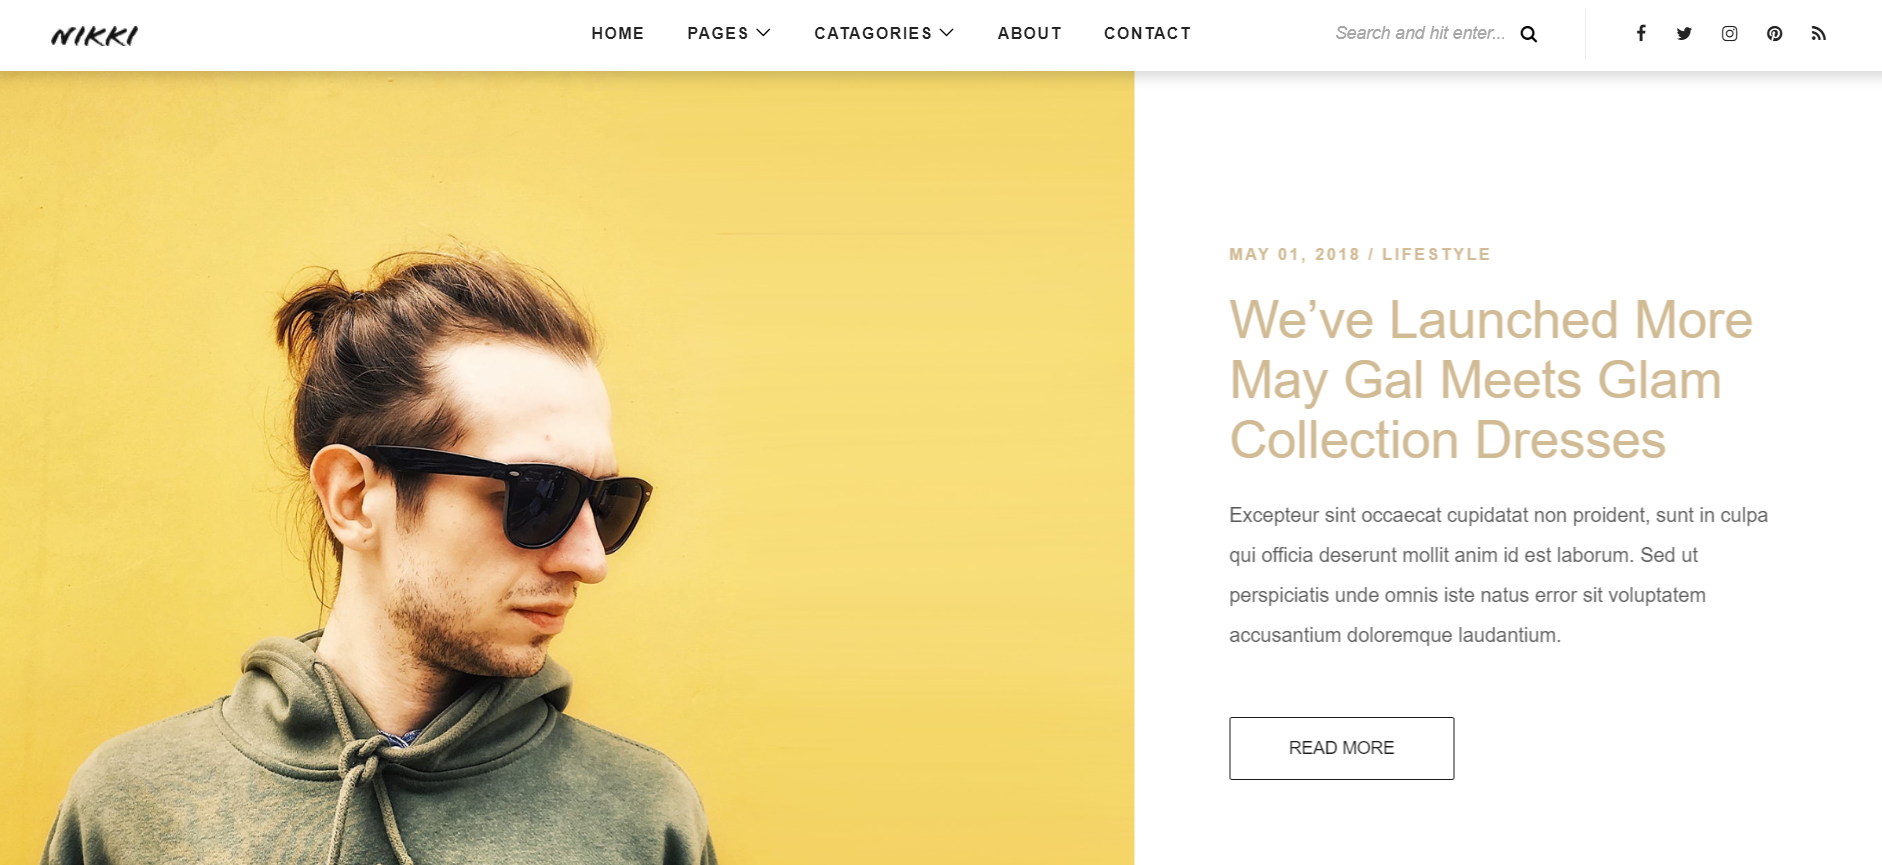 NIKKI
HOME PAGES CATAGORIES ABOUT CONTACT Search and hit enter...
MAY 01, 2018 / LIFESTYLE
We’ve Launched More
May Gal Meets Glam
Collection Dresses
Excepteur sint occaecat cupidatat non proident, sunt in culpa
qui officia deserunt mollit anim id est laborum. Sed ut
perspiciatis unde omnis iste natus error sit voluptatem
accusantium doloremque laudantium.
READ MORE